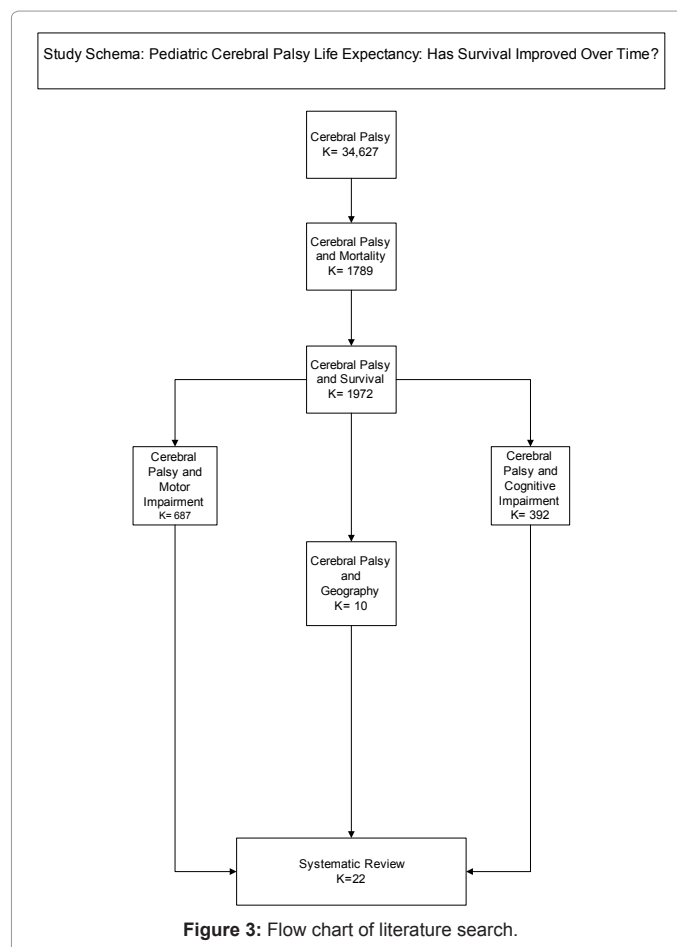 Study Schema: Pediatric Cerebral Palsy Life Expectancy: Has Survival Improved Over Time?
Cerebral Palsy
K= 34,627
Cerebral Palsy
and Mortality
K= 1789
Cerebral Palsy
and Survival
K= 1972
Cerebral
Palsy and
Motor
Impairment
K= 687
Cerebral Palsy
and
Geography
K= 10
Cerebral
Palsy and
Cognitive
Impairment
K= 392
Systematic Review
K=22
Figure 3: Flow chart of literature search.